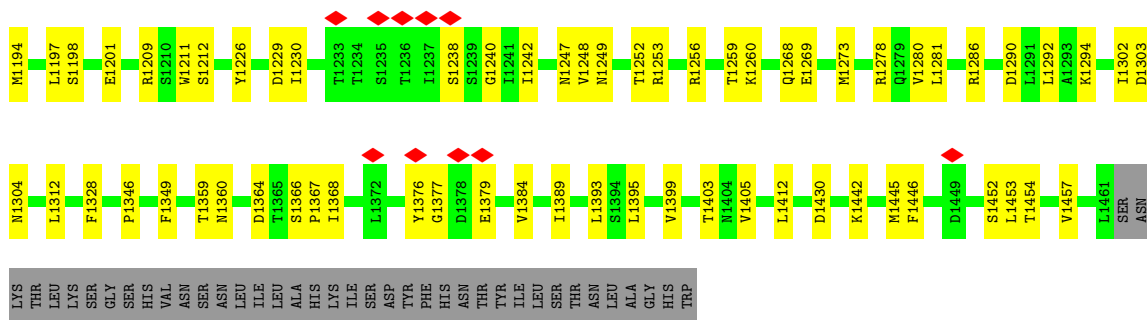 M1194 L1197 S1198 E1201 R1209 S1210 W1211 S1212 Y1226 D1229 I1230 T1233 T1234 S1235 T1236 I1237 S1238 S1239 G1240 I1241 I1242 N1247 V1248 N1249 T1252 R1253 R1256 T1259 K1260 Q1268 E1269 M1273 R1278 Q1279 V1280 L1281 R1286 D1290 L1291 L1292 A1293 K1294 I1302 D1303
N1304 L1312 F1328 P1346 F1349 T1359 N1360 D1364 T1365 S1366 P1367 I1368 L1372 Y1376 G1377 D1378 E1379 V1384 I1389 L1393 S1394 L1395 V1399 T1403 N1404 V1405 L1412 D1430 K1442 M1445 F1446 D1449 S1452 L1453 T1454 V1457 L1461 SER ASN
LYS THR LEU LYS SER GLY SER HIS VAL ASN SER ASN LEU ILE LEU ALA HIS LYS ILE SER ASP TYR PHE HIS ASN THR TYR ILE LEU SER THR ASN LEU ALA GLY HIS TRP